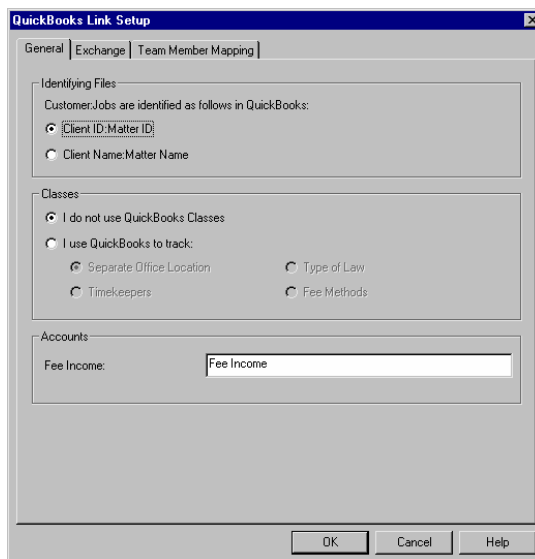 QuickBooks Link Setup
General Exchange Team Member Mapping
Identifying Files
Customer:Jobs are identified as follows in QuickBooks:
Client ID:Matter ID
Client Name:Matter Name
Classes
I do not use QuickBooks Classes
I use QuickBooks to track:
Separate Office Location Type of Law
Timekeepers Fee Methods
Accounts
Fee Income: Fee Income
OK Cancel Help